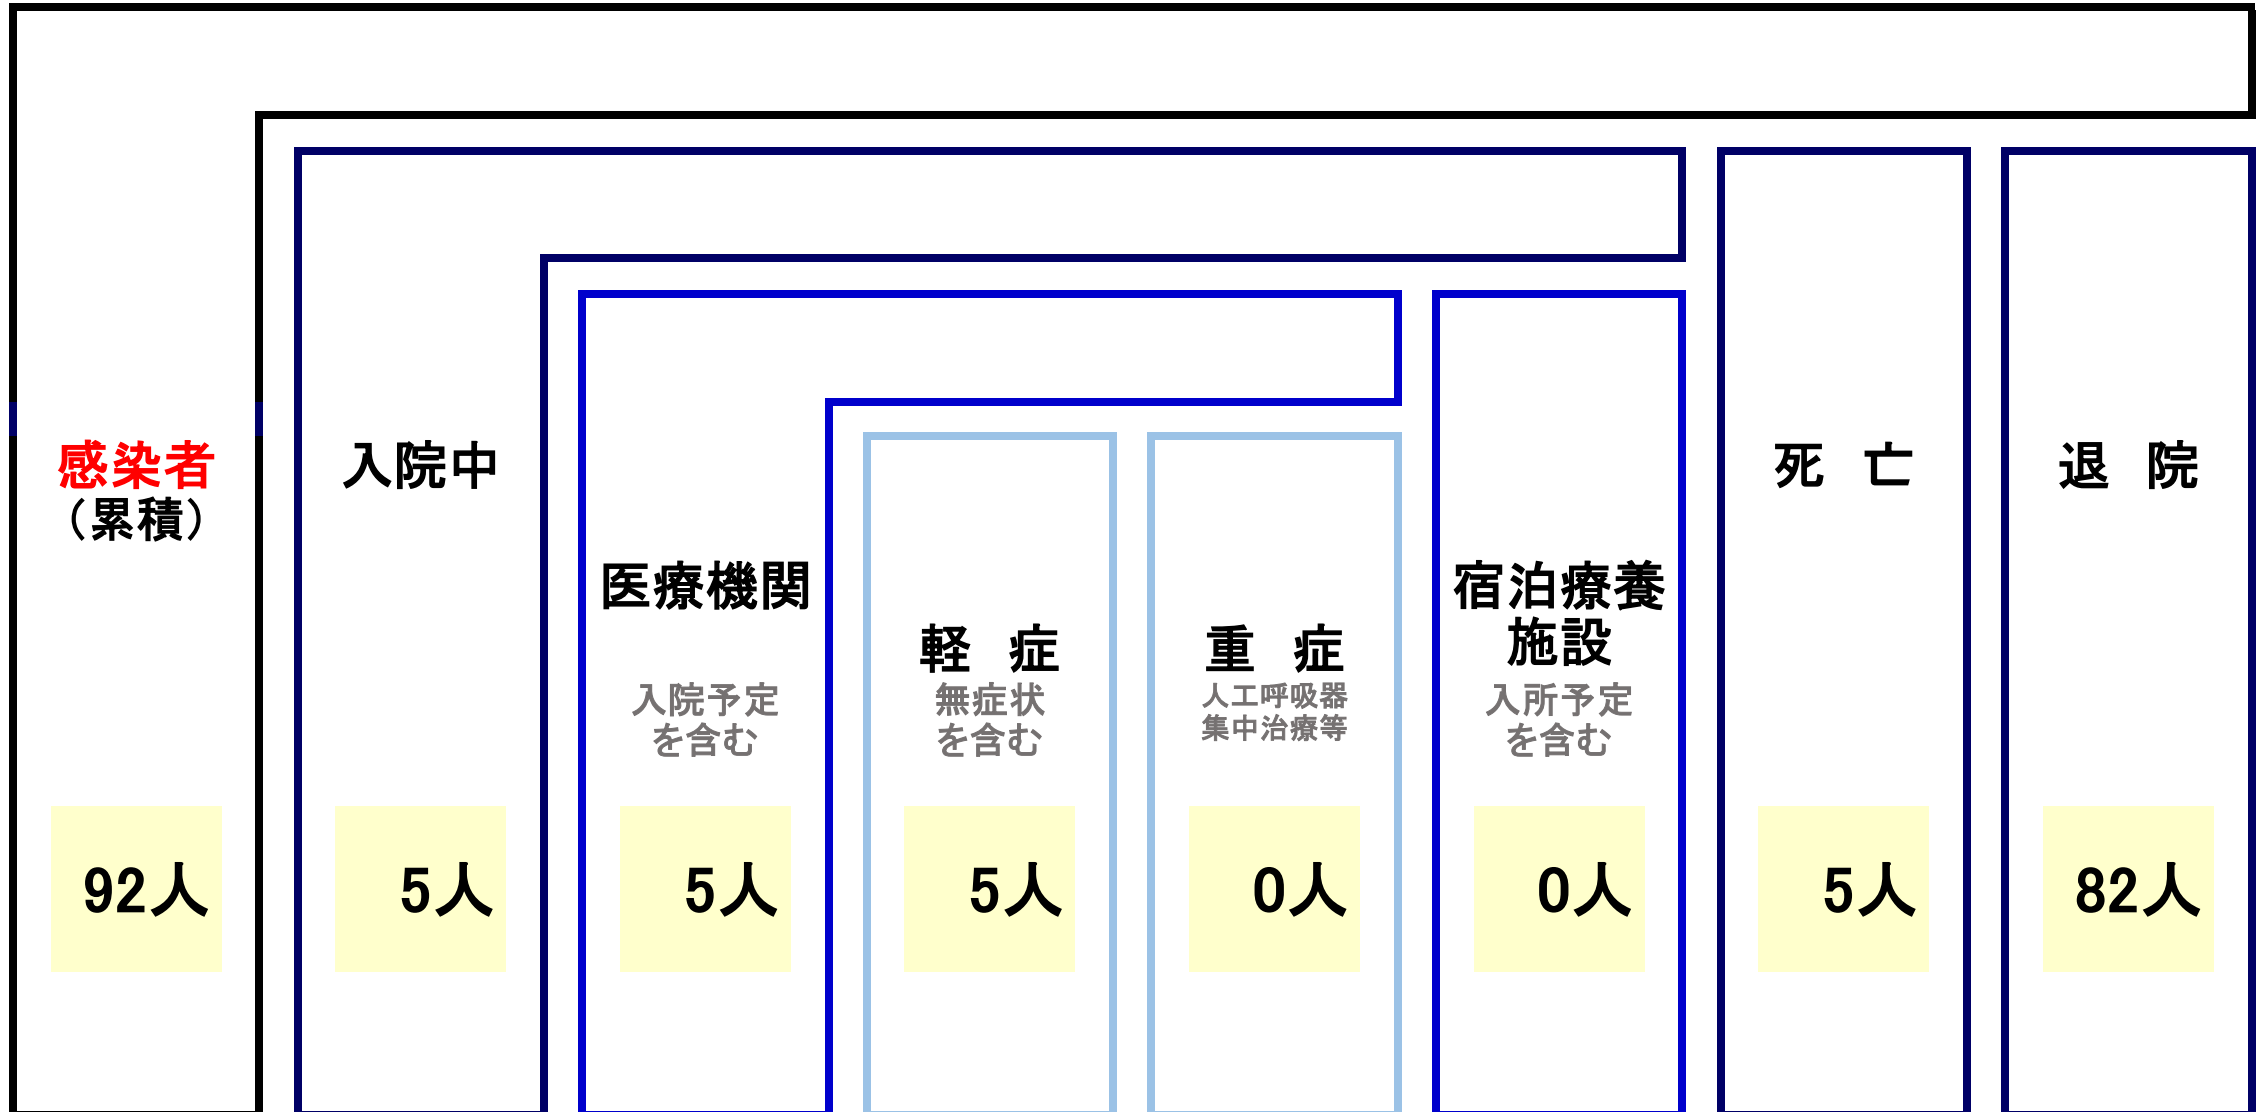 感染者
（累積）
92人
入院中
5人
医療機関
入院予定
を含む
5人
軽　症
無症状
を含む
5人
重　症
人工呼吸器
集中治療等
0人
宿泊療養
施設
入所予定
を含む
0人
死　亡
5人
退　院
82人